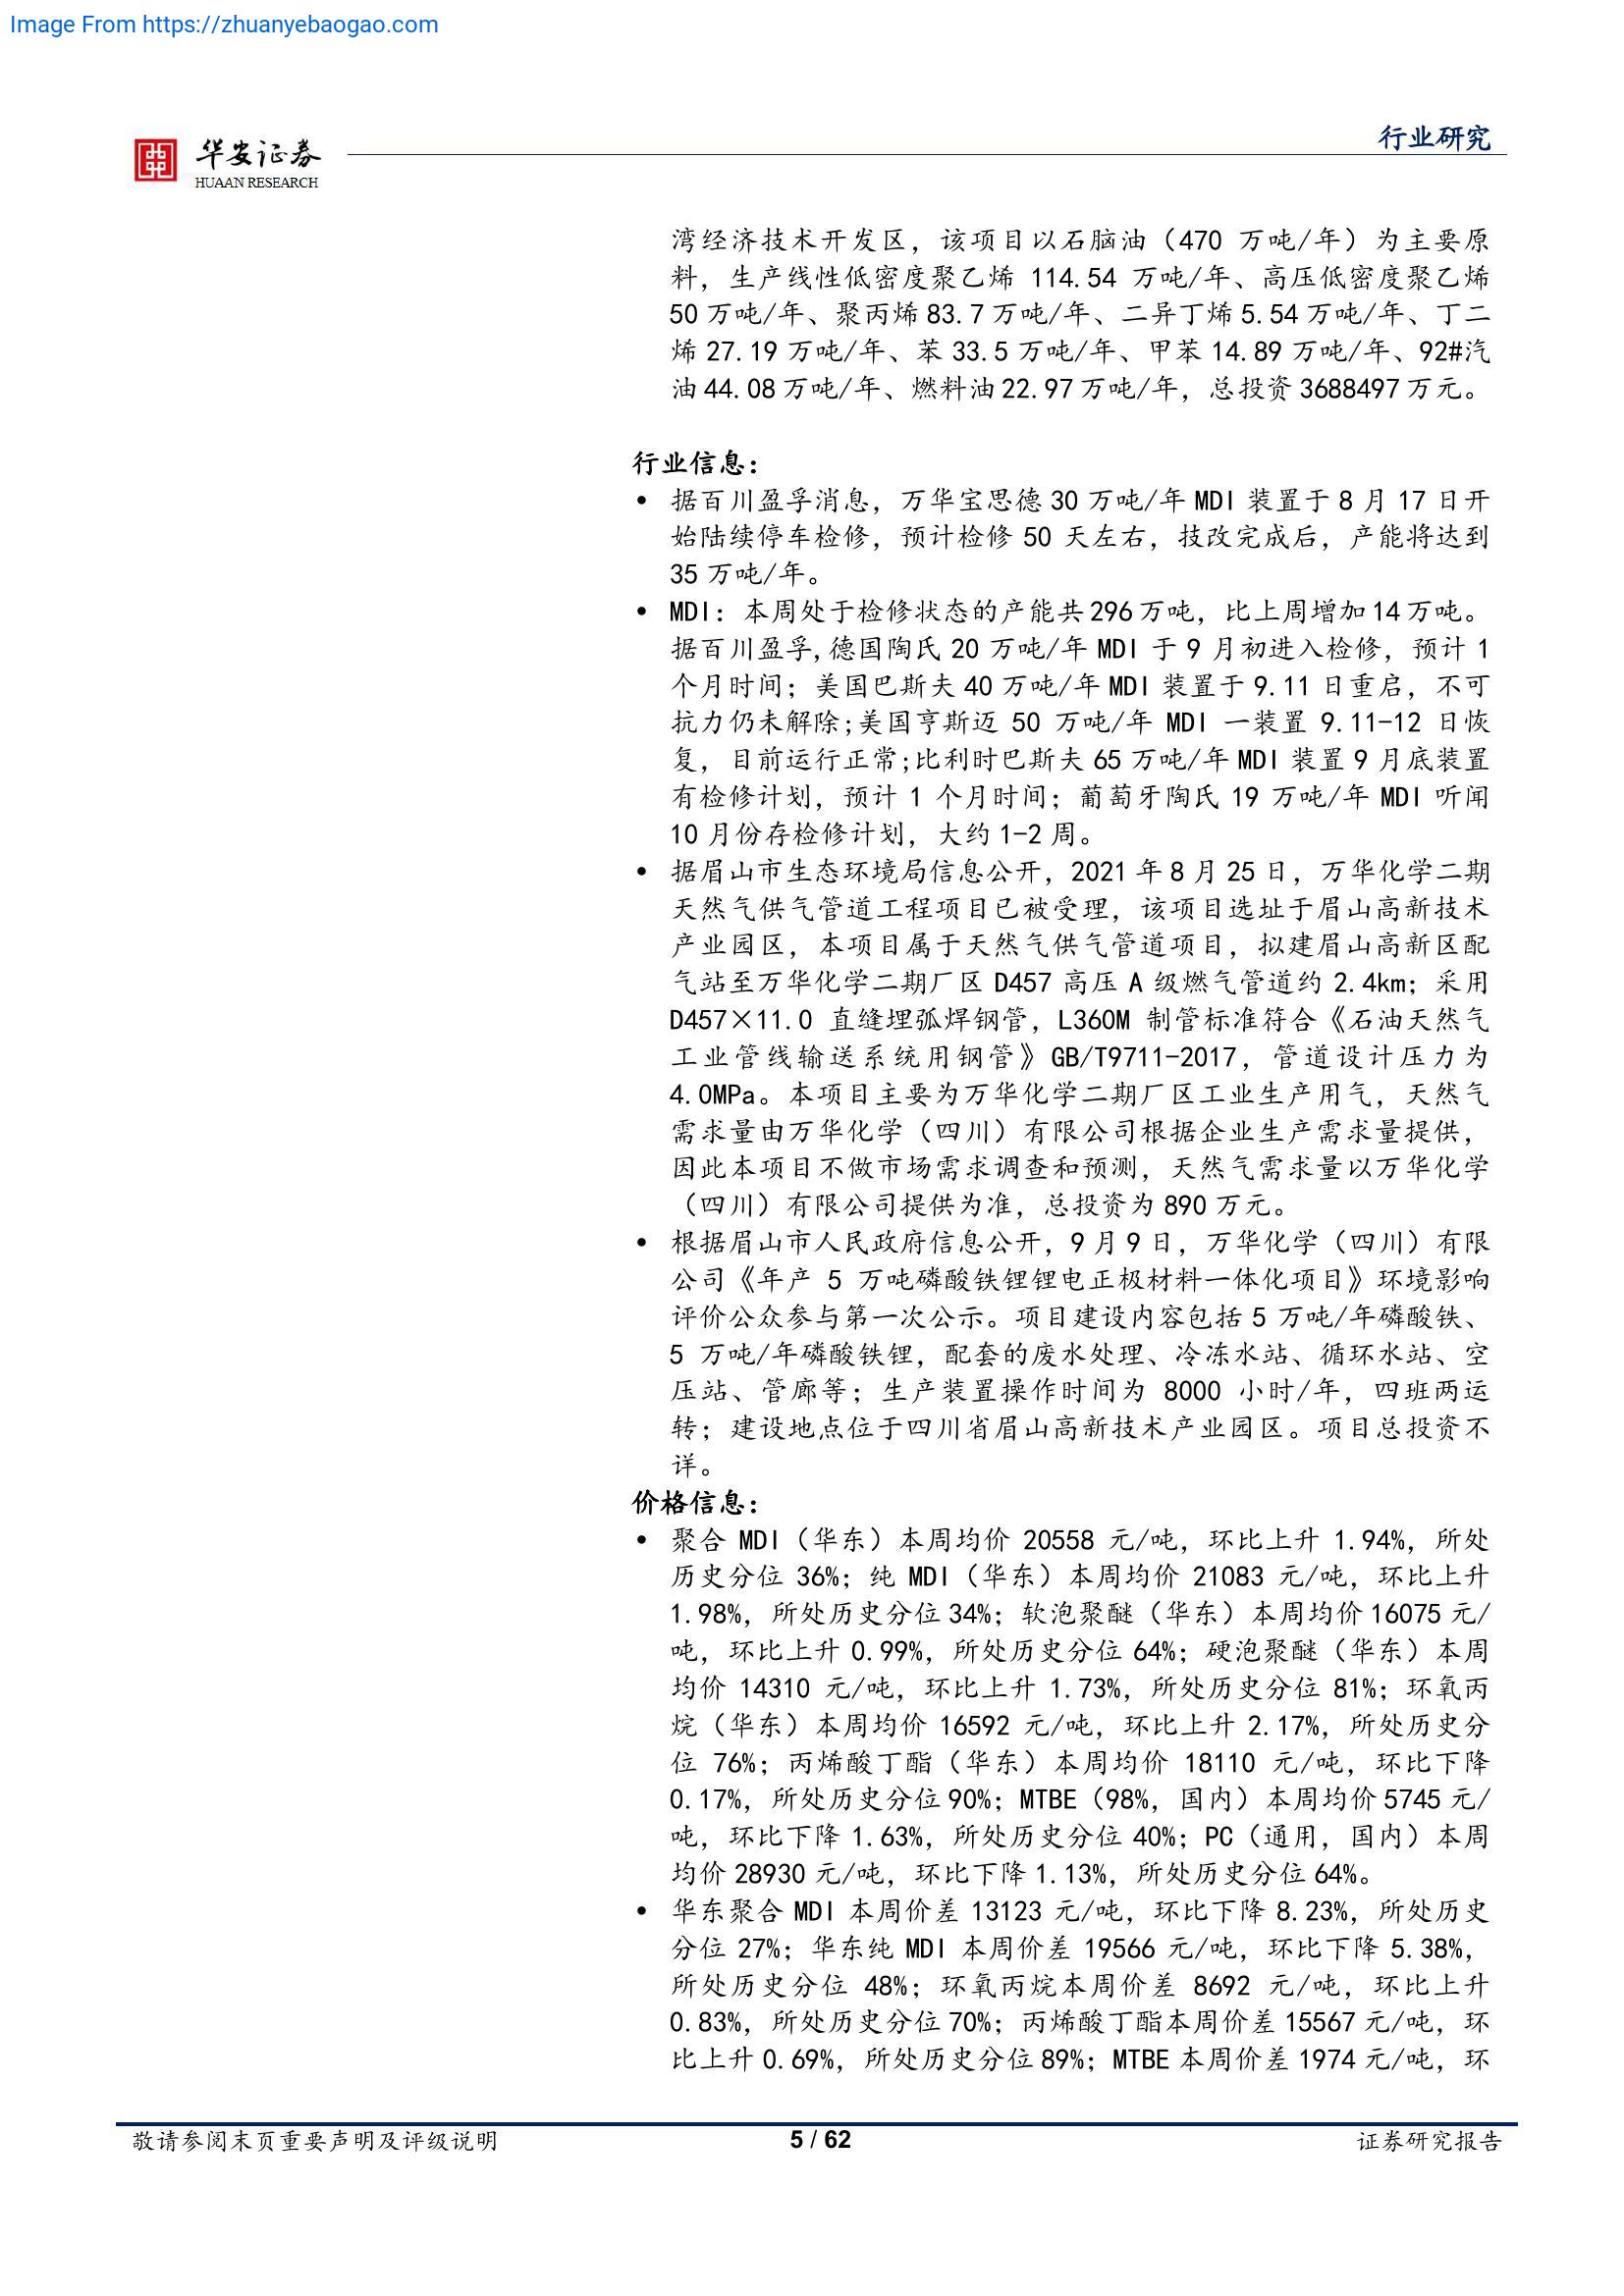 Image From https://zhuanyebaogao.com
华安证券
HUAAN RESEARCH
行业研究
湾经济技术开发区，该项目以石脑油（470 万吨/年）为主要原
料，生产线性低密度聚乙烯 114.54 万吨/年、高压低密度聚乙烯
50 万吨/年、聚丙烯 83.7 万吨/年、二异丁烯 5.54 万吨/年、丁二
烯 27.19 万吨/年、苯 33.5 万吨/年、甲苯 14.89 万吨/年、92#汽
油 44.08 万吨/年、燃料油 22.97 万吨/年，总投资 3688497 万元。
行业信息：
• 据百川盈孚消息，万华宝思德 30 万吨/年 MDI 装置于 8 月 17 日开
始陆续停车检修，预计检修 50 天左右，技改完成后，产能将达到
35 万吨/年。
• MDI：本周处于检修状态的产能共 296 万吨，比上周增加 14 万吨。
据百川盈孚,德国陶氏 20 万吨/年 MDI 于 9 月初进入检修，预计 1
个月时间；美国巴斯夫 40 万吨/年 MDI 装置于 9.11 日重启，不可
抗力仍未解除;美国亨斯迈 50 万吨/年 MDI 一装置 9.11-12 日恢
复，目前运行正常;比利时巴斯夫 65 万吨/年 MDI 装置 9 月底装置
有检修计划，预计 1 个月时间；葡萄牙陶氏 19 万吨/年 MDI 听闻
10 月份存检修计划，大约 1-2 周。
• 据眉山市生态环境局信息公开，2021 年 8 月 25 日，万华化学二期
天然气供气管道工程项目已被受理，该项目选址于眉山高新技术
产业园区，本项目属于天然气供气管道项目，拟建眉山高新区配
气站至万华化学二期厂区 D457 高压 A 级燃气管道约 2.4km；采用
D457×11.0 直缝埋弧焊钢管，L360M 制管标准符合《石油天然气
工业管线输送系统用钢管》GB/T9711-2017，管道设计压力为
4.0MPa。本项目主要为万华化学二期厂区工业生产用气，天然气
需求量由万华化学（四川）有限公司根据企业生产需求量提供，
因此本项目不做市场需求调查和预测，天然气需求量以万华化学
（四川）有限公司提供为准，总投资为 890 万元。
• 根据眉山市人民政府信息公开，9 月 9 日，万华化学（四川）有限
公司《年产 5 万吨磷酸铁锂锂电正极材料一体化项目》环境影响
评价公众参与第一次公示。项目建设内容包括 5 万吨/年磷酸铁、
5 万吨/年磷酸铁锂，配套的废水处理、冷冻水站、循环水站、空
压站、管廊等；生产装置操作时间为 8000 小时/年，四班两运
转；建设地点位于四川省眉山高新技术产业园区。项目总投资不
详。
价格信息：
• 聚合 MDI（华东）本周均价 20558 元/吨，环比上升 1.94%，所处
历史分位 36%；纯 MDI（华东）本周均价 21083 元/吨，环比上升
1.98%，所处历史分位 34%；软泡聚醚（华东）本周均价 16075 元/
吨，环比上升 0.99%，所处历史分位 64%；硬泡聚醚（华东）本周
均价 14310 元/吨，环比上升 1.73%，所处历史分位 81%；环氧丙
烷（华东）本周均价 16592 元/吨，环比上升 2.17%，所处历史分
位 76%；丙烯酸丁酯（华东）本周均价 18110 元/吨，环比下降
0.17%，所处历史分位 90%；MTBE（98%，国内）本周均价 5745 元/
吨，环比下降 1.63%，所处历史分位 40%；PC（通用，国内）本周
均价 28930 元/吨，环比下降 1.13%，所处历史分位 64%。
• 华东聚合 MDI 本周价差 13123 元/吨，环比下降 8.23%，所处历史
分位 27%；华东纯 MDI 本周价差 19566 元/吨，环比下降 5.38%，
所处历史分位 48%；环氧丙烷本周价差 8692 元/吨，环比上升
0.83%，所处历史分位 70%；丙烯酸丁酯本周价差 15567 元/吨，环
比上升 0.69%，所处历史分位 89%；MTBE 本周价差 1974 元/吨，环
敬请参阅末页重要声明及评级说明
5 / 62
证券研究报告